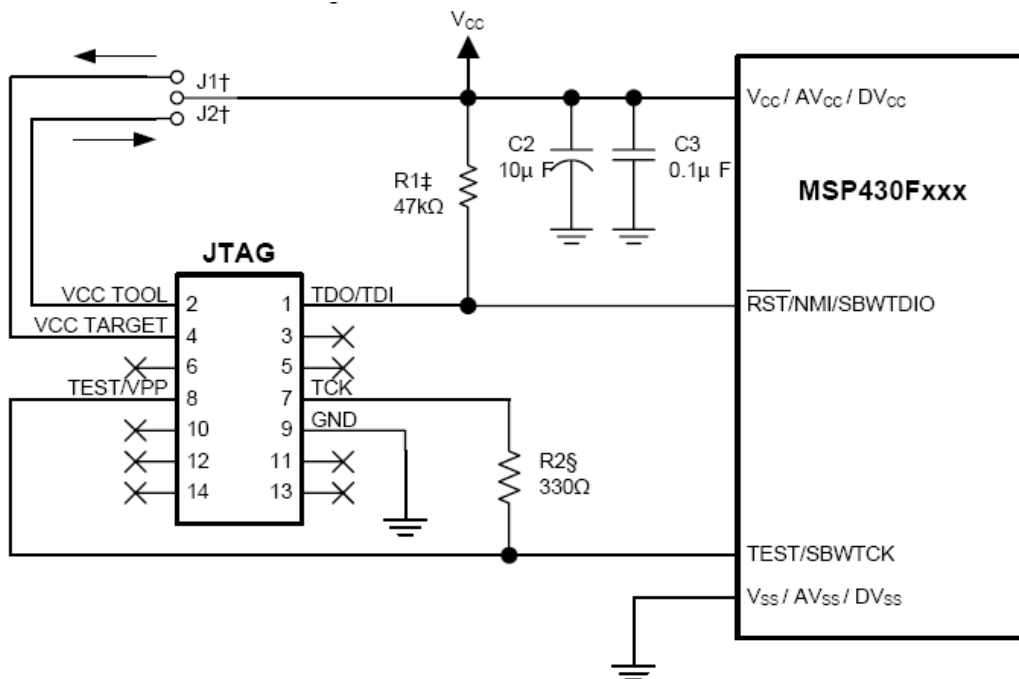 VCC
J1†
J2†
VCC / AVCC / DVCC
C2
10µ F
C3
0.1µ F
R1‡
47kΩ
MSP430Fxxx
JTAG
VCC TOOL
2
1
TDO/TDI
RST/NMI/SBWTDIO
VCC TARGET
4
3
6
5
TEST/VPP
8
7
TCK
10
9
GND
12
11
14
13
R2§
330Ω
TEST/SBWTCK
VSS / AVSS / DVSS